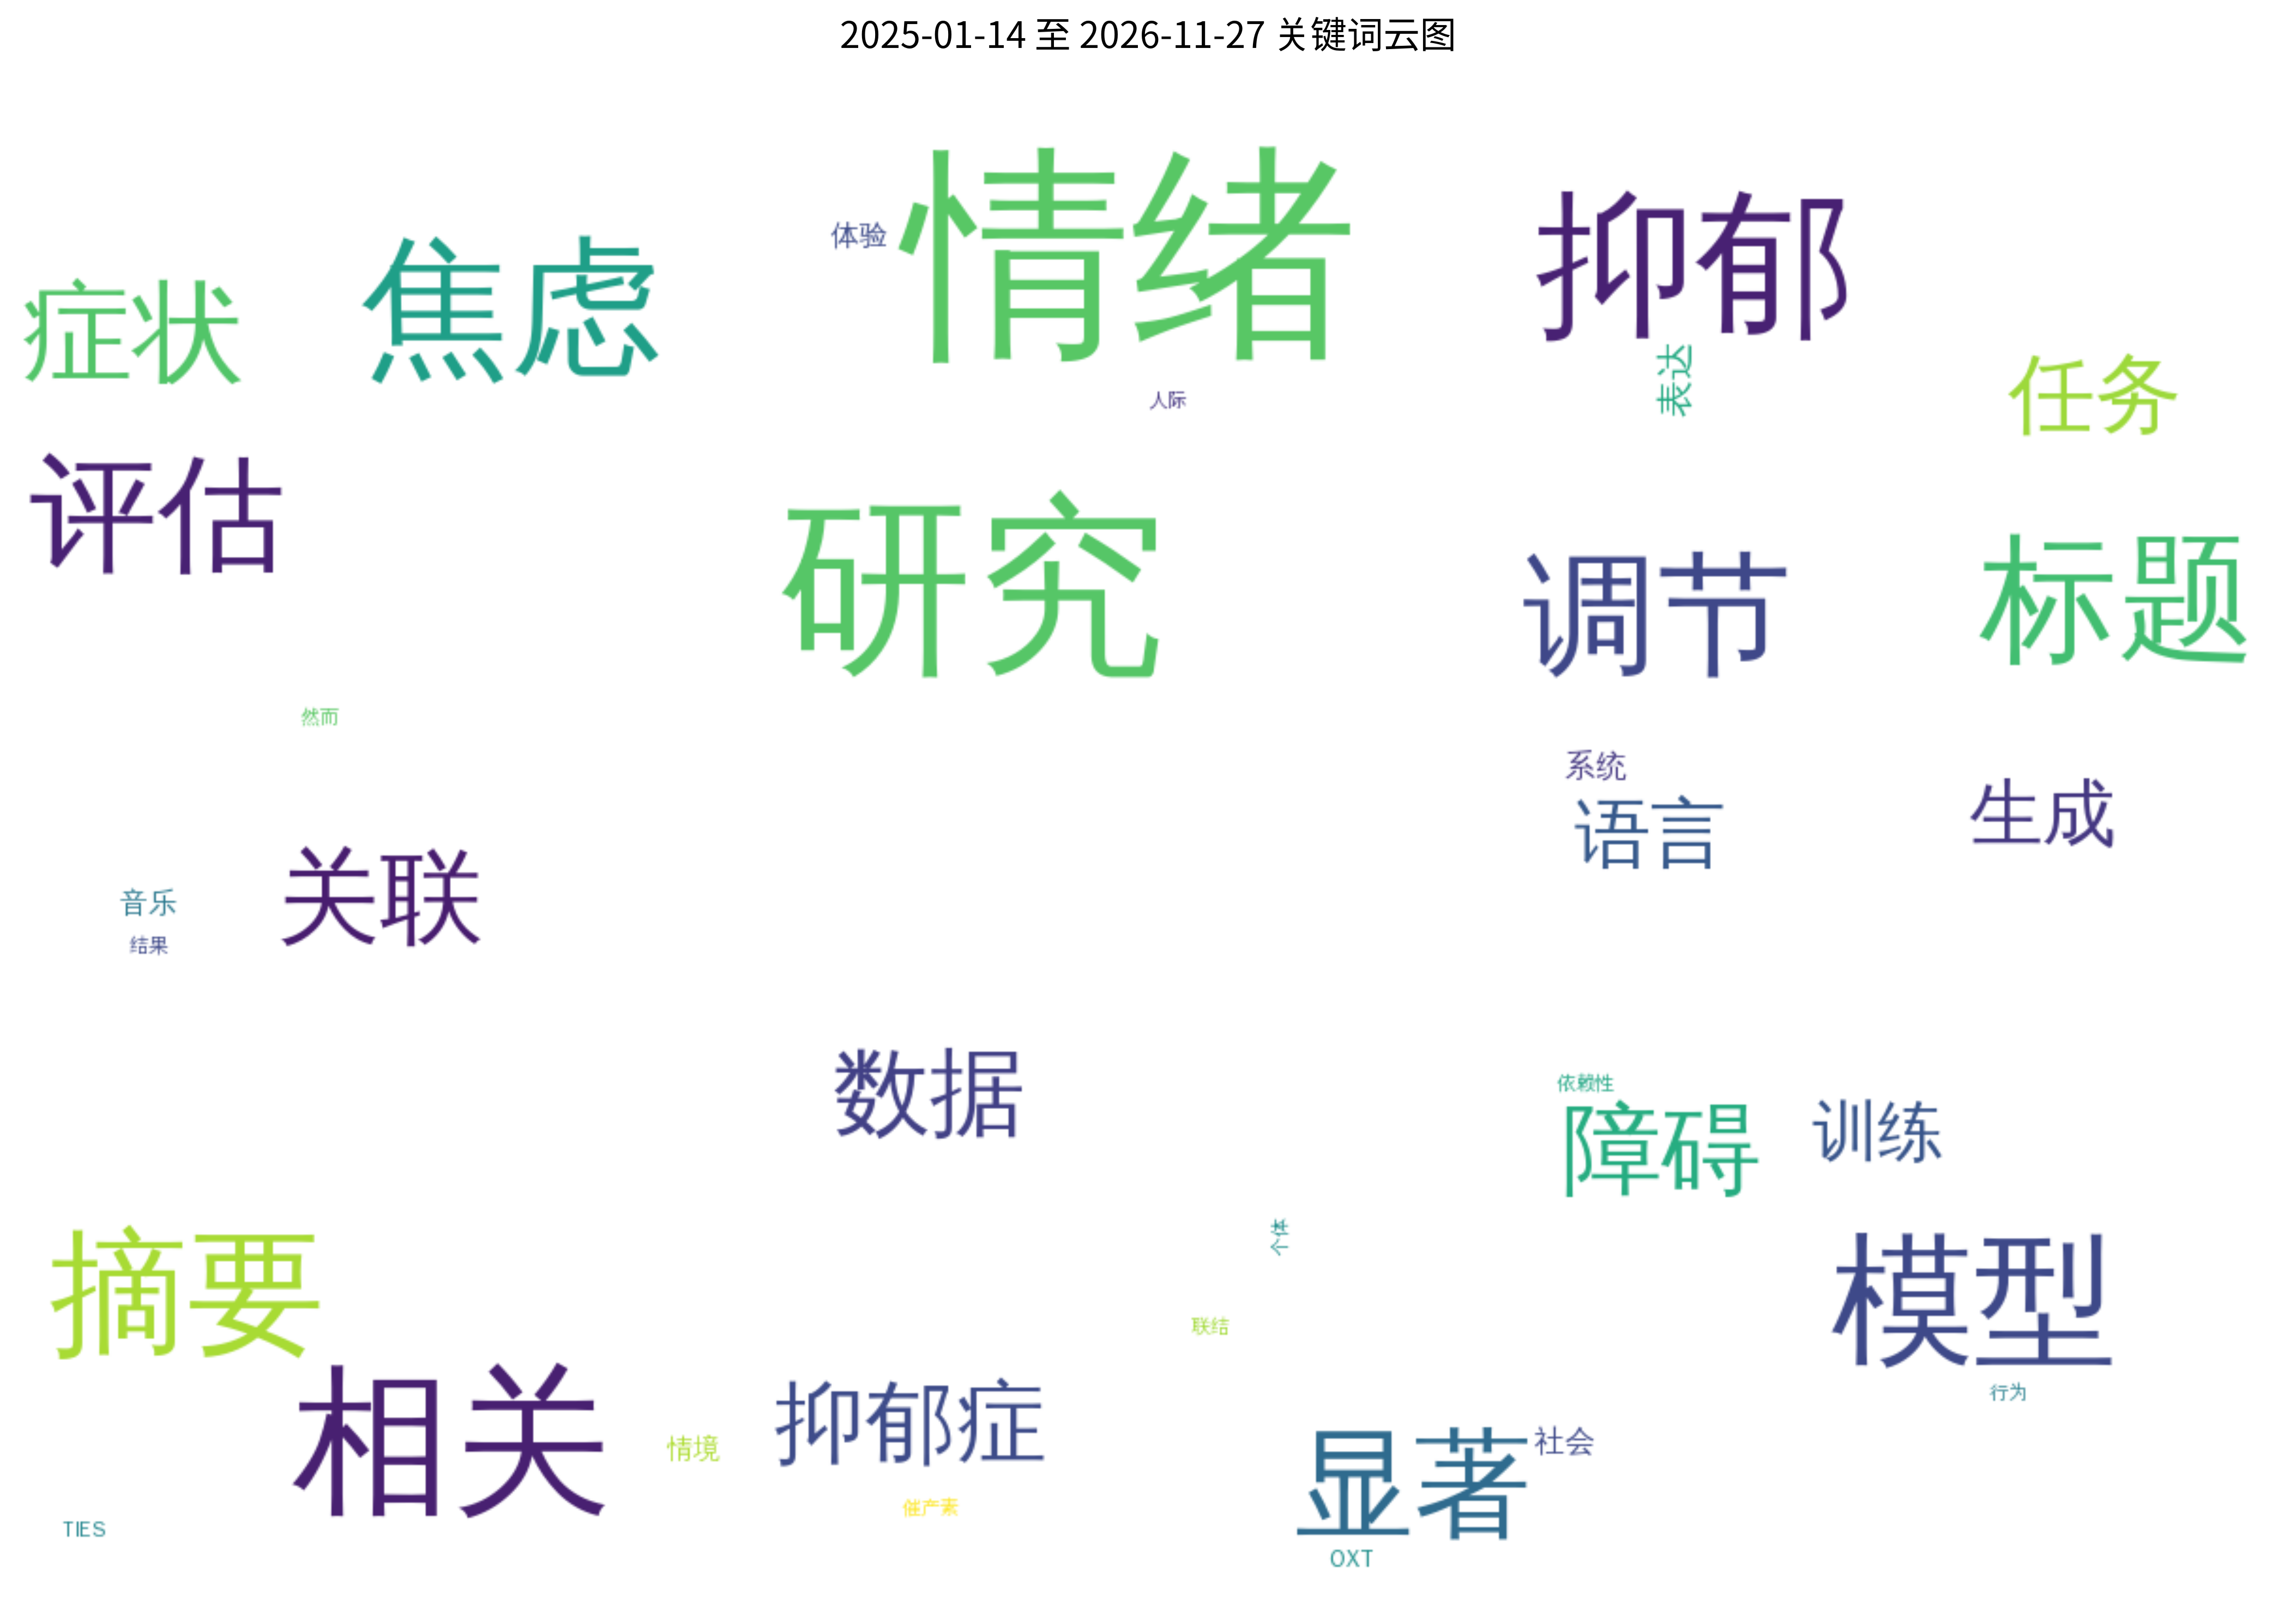 2025-01-14 至 2026-11-27 关键词云图
情绪
抑郁
体验
焦虑
症状
人际
表达
任务
评估
研究
调节
标题
然而
系统
语言
生成
关联
音乐
结果
数据
依赖性
障碍
训练
个体
摘要
模型
联结
行为
相关
抑郁症
情境
显著
社会
催产素
TIES
OXT